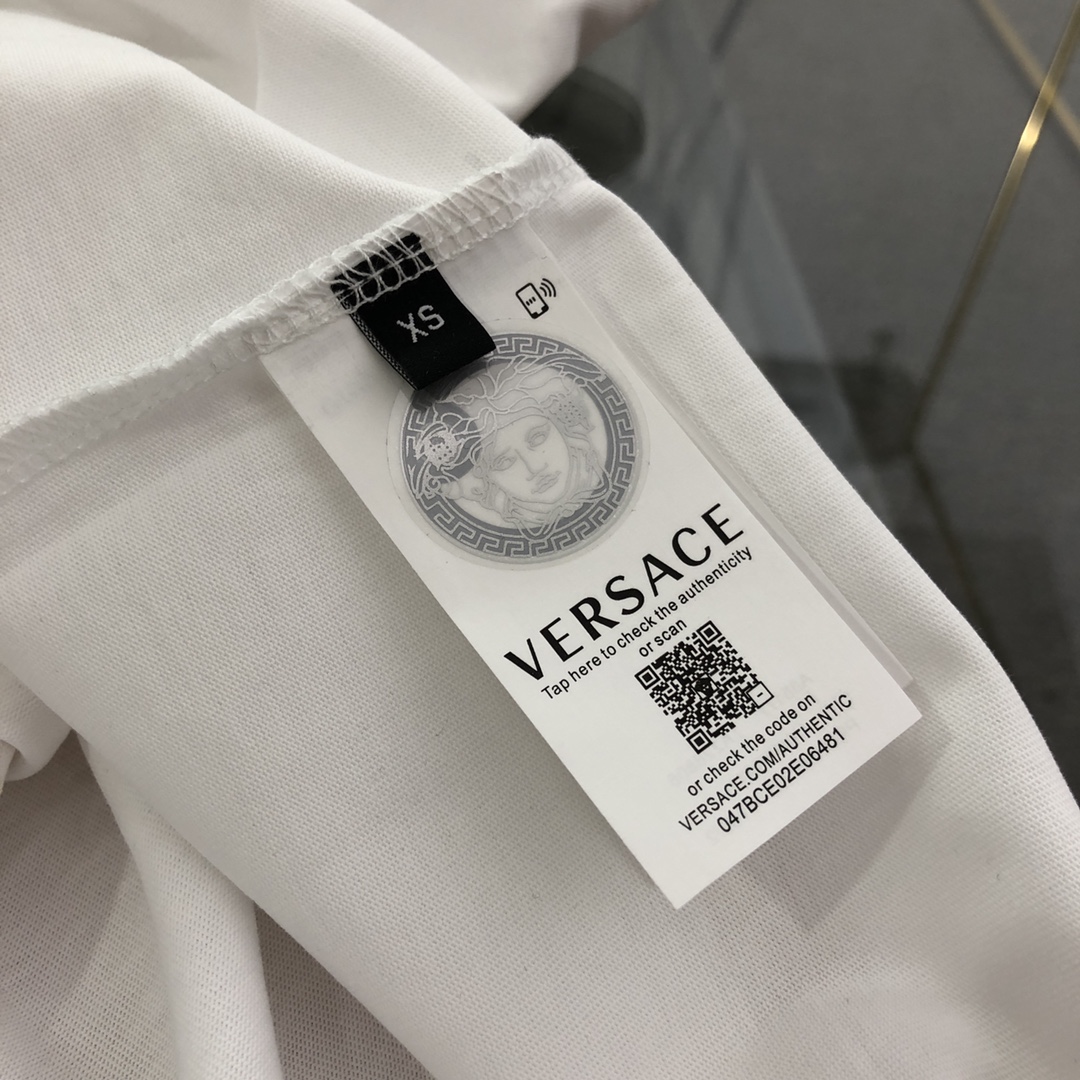 XS
VERSACE
Tap here to check the authenticity
or scan
or check the code on
VERSACE.COM/AUTHENTIC
047BCE02E06481